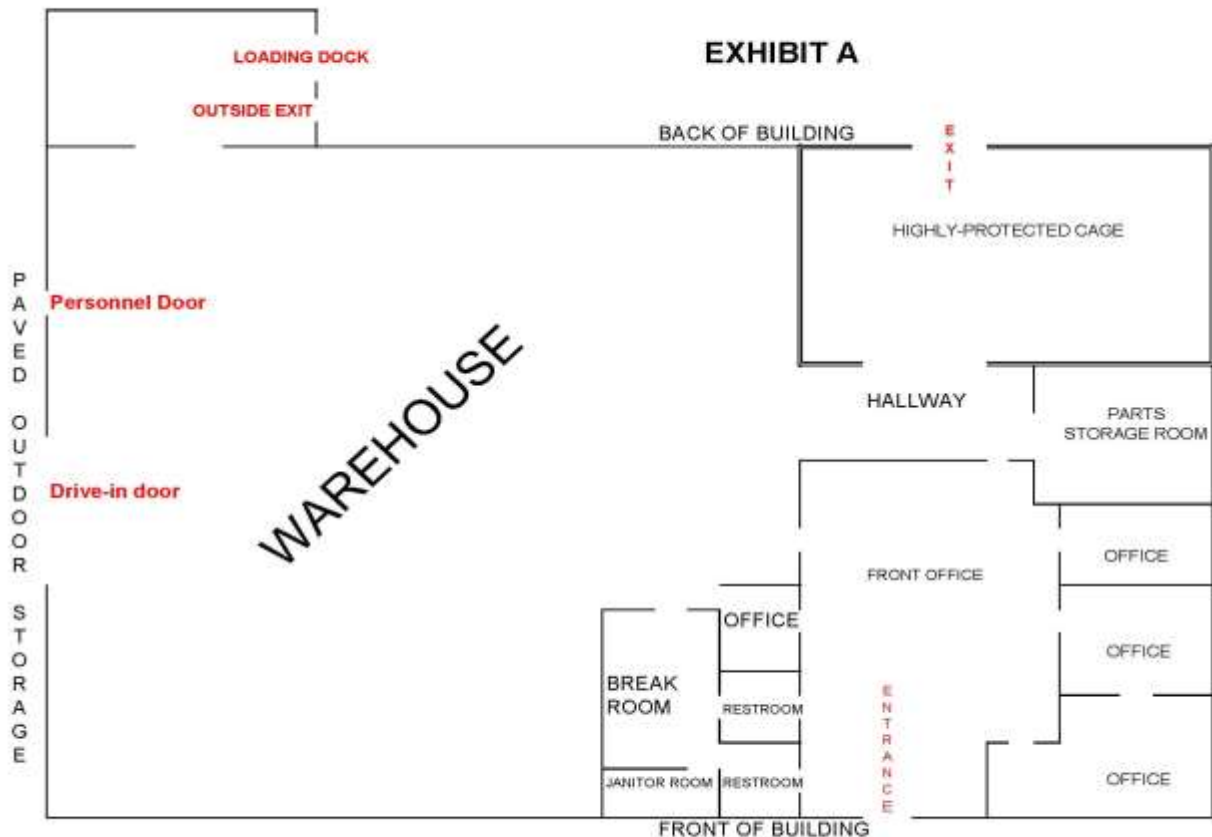 EXHIBIT A
LOADING DOCK
OUTSIDE EXIT
BACK OF BUILDING
EXIT
HIGHLY-PROTECTED CAGE
PAVED OUTDOOR STORAGE
Personnel Door
WAREHOUSE
HALLWAY
PARTS
STORAGE ROOM
Drive-in door
OFFICE
FRONT OFFICE
OFFICE
OFFICE
BREAK
ROOM
RESTROOM
ENTRANCE
JANITOR ROOM
RESTROOM
OFFICE
FRONT OF BUILDING